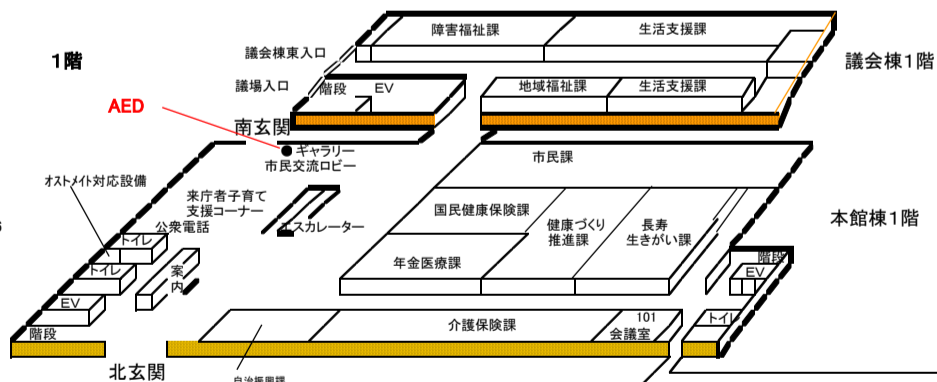 1階
障害福祉課
生活支援課
議会棟東入口
議会棟1階
議場入口
階段
EV
地域福祉課
生活支援課
AED
南玄関
ギャラリー
市民交流ロビー
市民課
オストメイト対応設備
来庁者子育て
支援コーナー
公衆電話
エスカレーター
国民健康保険課
健康づくり
推進課
長寿
生きがい課
本館棟1階
トイレ
トイレ
案
内
年金医療課
階段
EV
EV
階段
介護保険課
101
会議室
トイレ
北玄関
自治振興課